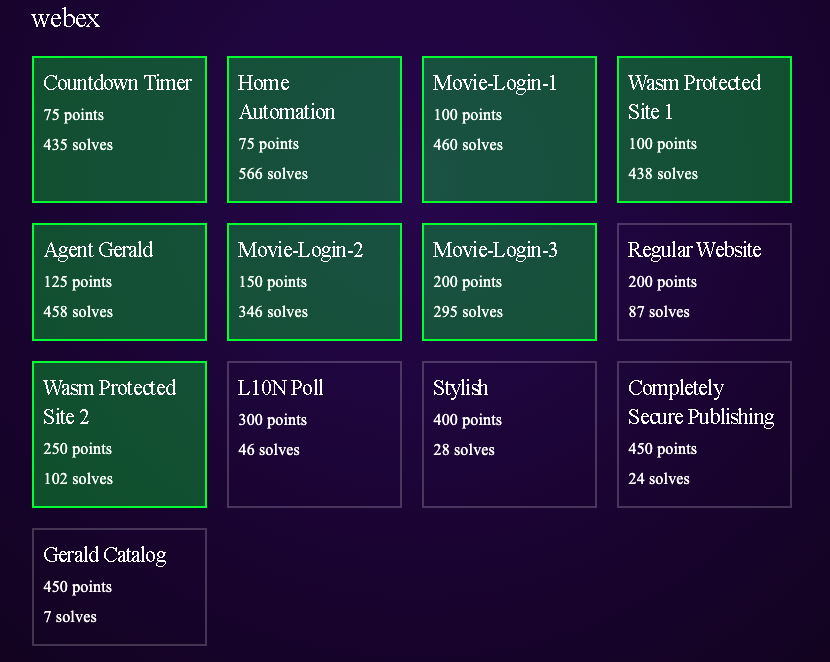 webex
Countdown Timer
75 points
435 solves
Home
Automation
75 points
566 solves
Movie-Login-1
100 points
460 solves
Wasm Protected
Site 1
100 points
438 solves
Agent Gerald
125 points
458 solves
Movie-Login-2
150 points
346 solves
Movie-Login-3
200 points
295 solves
Regular Website
200 points
87 solves
Wasm Protected
Site 2
250 points
102 solves
L10N Poll
300 points
46 solves
Stylish
400 points
28 solves
Completely
Secure Publishing
450 points
24 solves
Gerald Catalog
450 points
7 solves